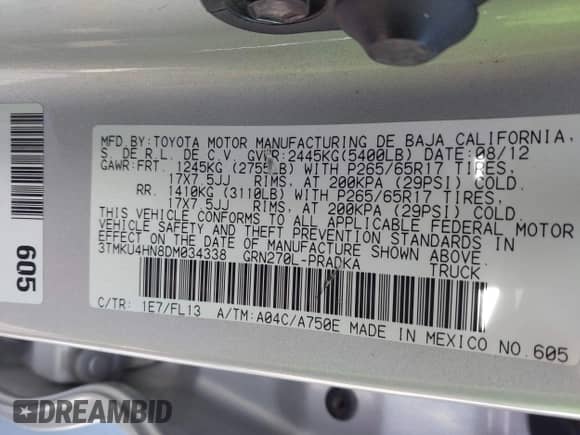 MFD.BY:TOYOTA MOTOR MANUFACTURING DE BAJA CALIFORNIA,
S. DE R.L. DE C.V. GVWR:2445KG(5400LB) DATE:08/12
GAWR:FRT. 1245KG (2755LB) WITH P265/65R17 TIRES,
17X7.5JJ RIMS, AT 200KPA (29PSI) COLD.
RR. 1410KG (3110LB) WITH P265/65R17 TIRES,
17X7.5JJ RIMS, AT 200KPA (29PSI) COLD.
THIS VEHICLE CONFORMS TO ALL APPLICABLE FEDERAL MOTOR
VEHICLE SAFETY AND THEFT PREVENTION STANDARDS IN
EFFECT ON THE DATE OF MANUFACTURE SHOWN ABOVE.
3TMKU4HN8DM034338 GRN270L-PRADKA TRUCK
C/TR: 1E7/FL13 A/TM:A04C/A750E MADE IN MEXICO NO.605
605
DREAMBID